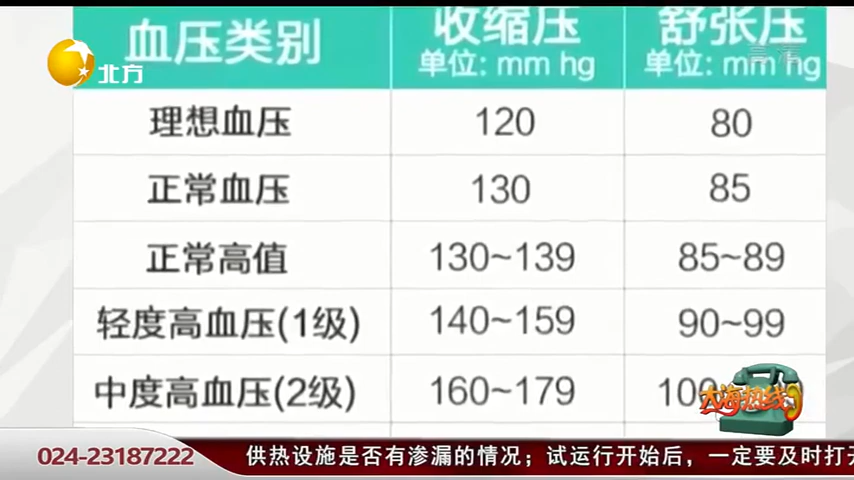 血压类别 收缩压 舒张压
单位: mm hg 单位: mm hg
高清
北方
理想血压 120 80
正常血压 130 85
正常高值 130~139 85~89
轻度高血压(1级) 140~159 90~99
中度高血压(2级) 160~179
大海热线
024-23187222 供热设施是否有渗漏的情况；试运行开始后，一定要及时打开